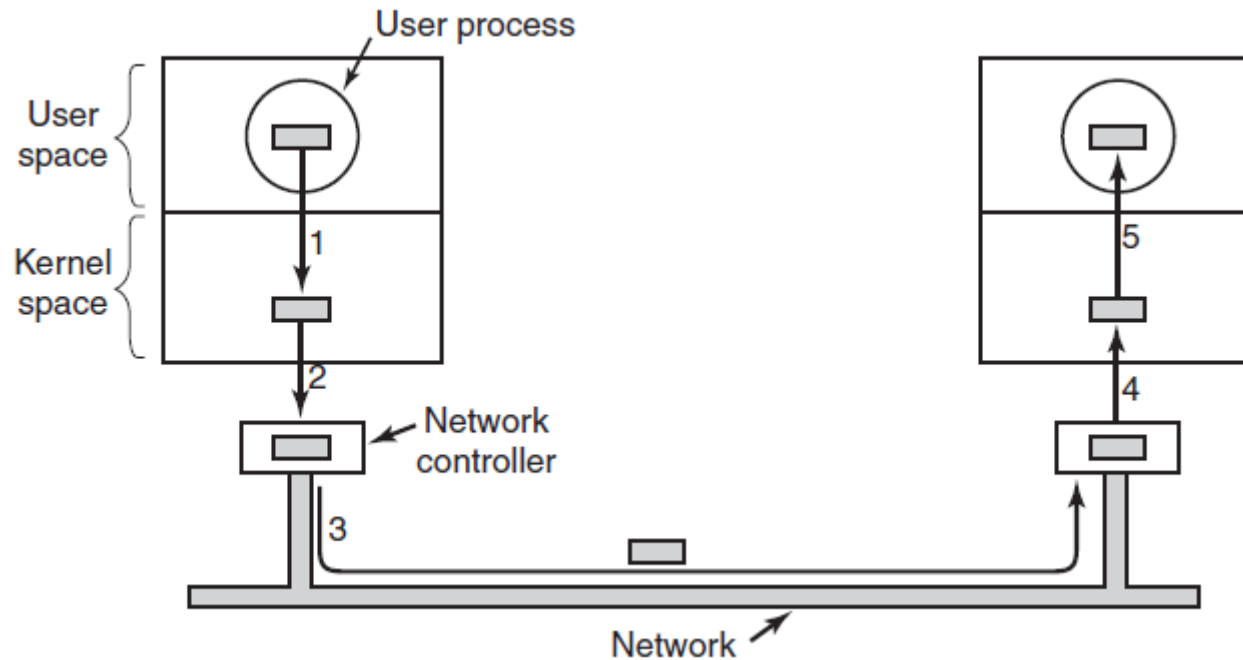 User process
User
space
1
5
Kernel
space
2
4
Network
controller
3
Network